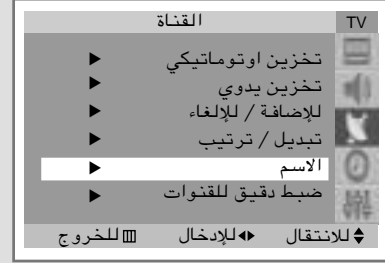 TV القناة
تخزين اوتوماتيكي
تخزين يدوي
للإضافة / للإلغاء
تبديل / ترتيب
الاسم
ضبط دقيق للقنوات
للانتقال للإدخال للخروج